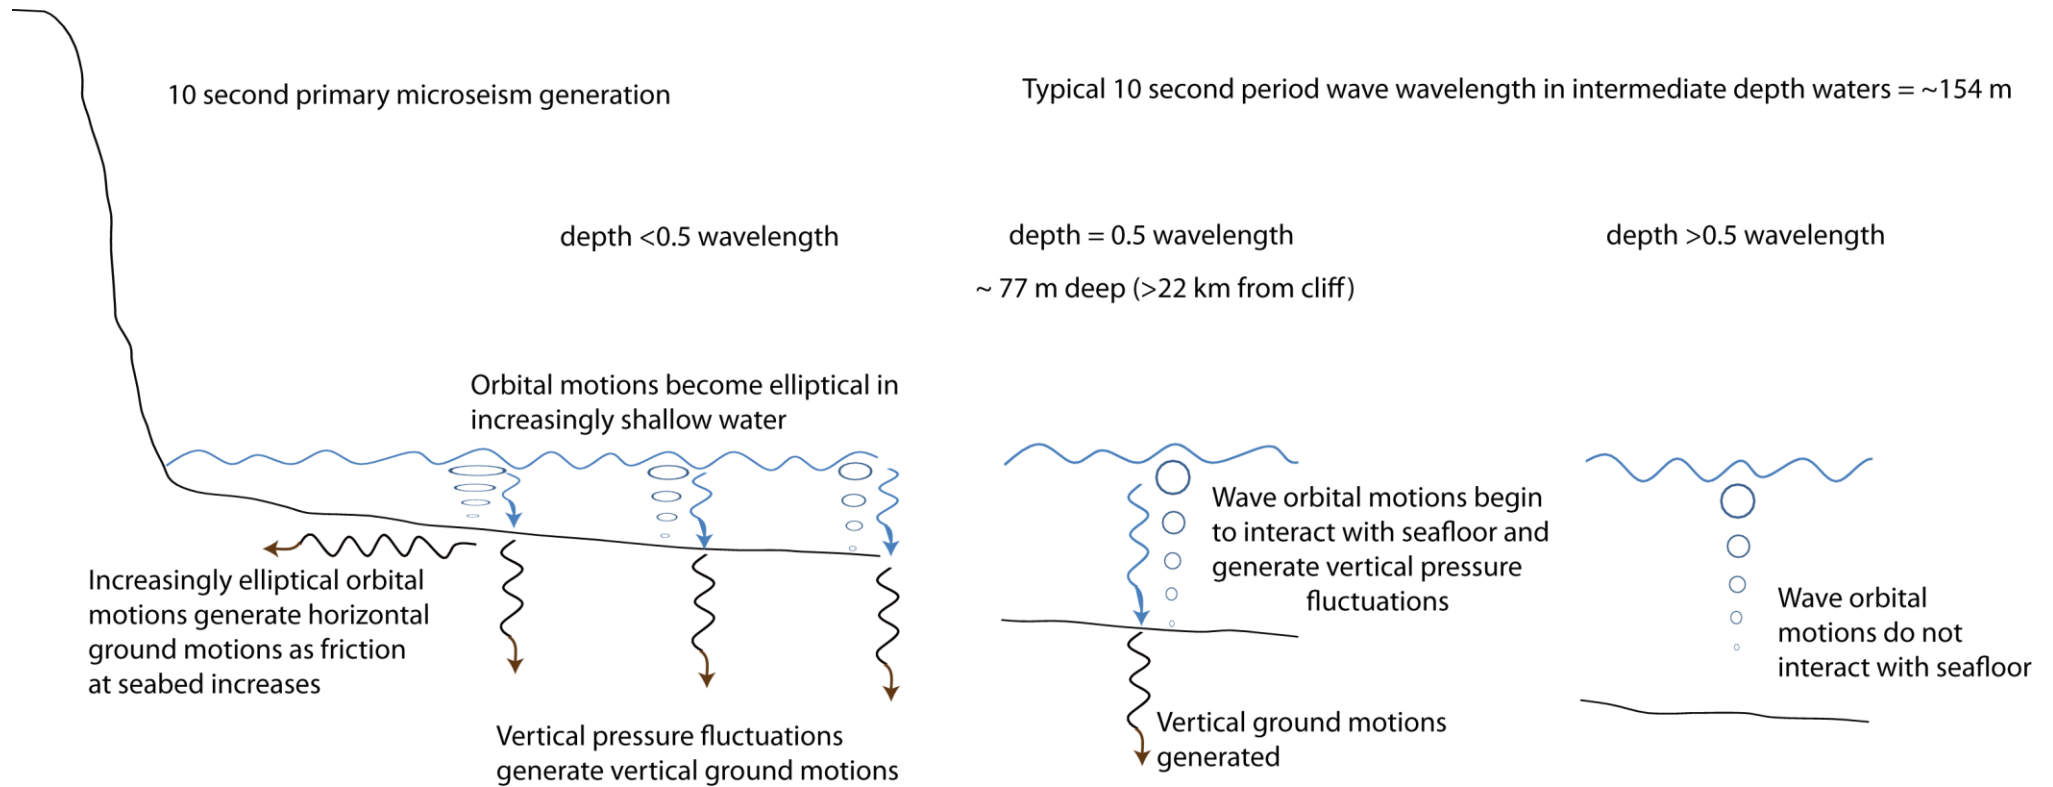 10 second primary microseism generation
Typical 10 second period wave wavelength in intermediate depth waters = ~154 m
depth <0.5 wavelength
depth = 0.5 wavelength
~ 77 m deep (>22 km from cliff)
depth >0.5 wavelength
Orbital motions become elliptical in
increasingly shallow water
Increasingly elliptical orbital
motions generate horizontal
ground motions as friction
at seabed increases
Vertical pressure fluctuations
generate vertical ground motions
Wave orbital motions begin
to interact with seafloor and
generate vertical pressure
fluctuations
Vertical ground motions
generated
Wave orbital
motions do not
interact with seafloor